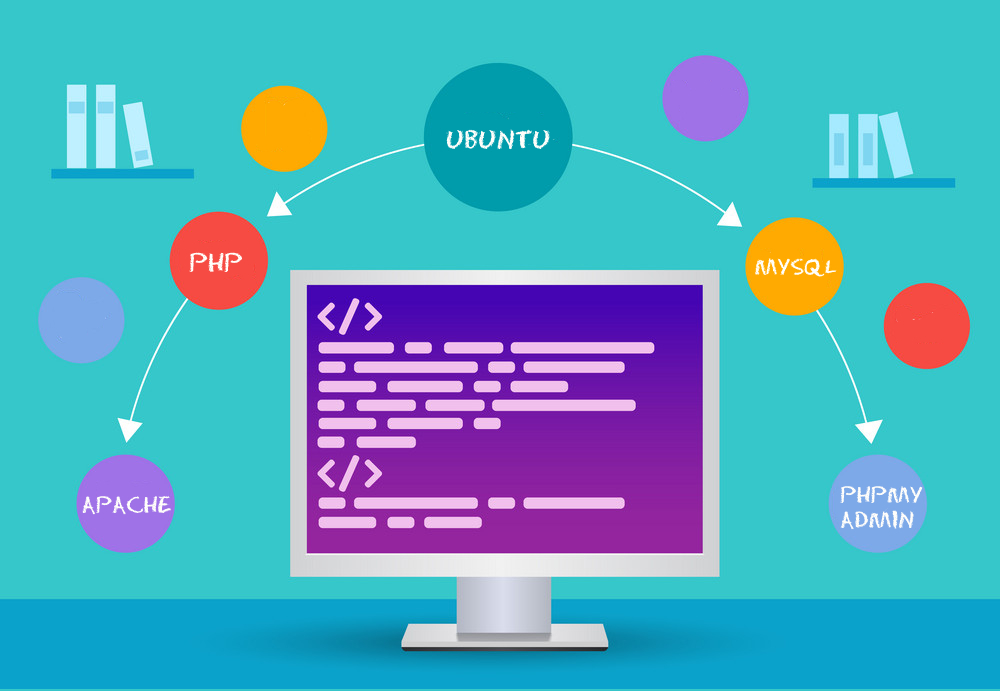 UBUNTU
PHP
MYSQL
</>
</>
APACHE
PHPMY
ADMIN